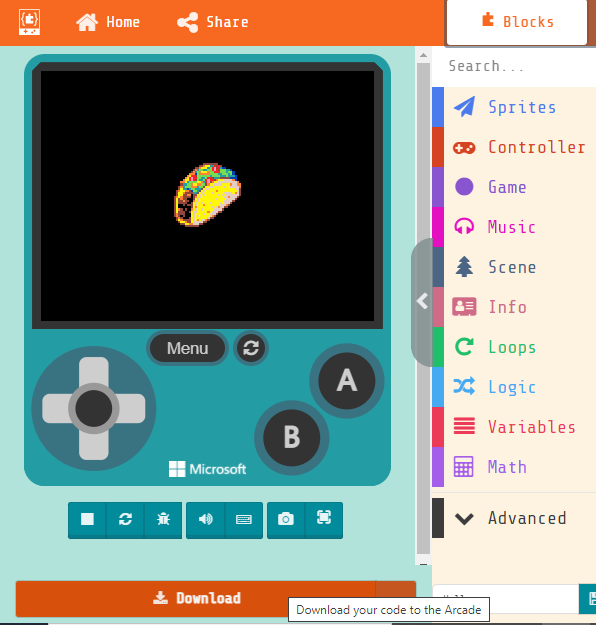 Home
Share
Blocks
Search...
Sprites
Controller
Game
Music
Scene
Info
Loops
Logic
Variables
Math
Advanced
Menu
A
B
Microsoft
Download
Download your code to the Arcade